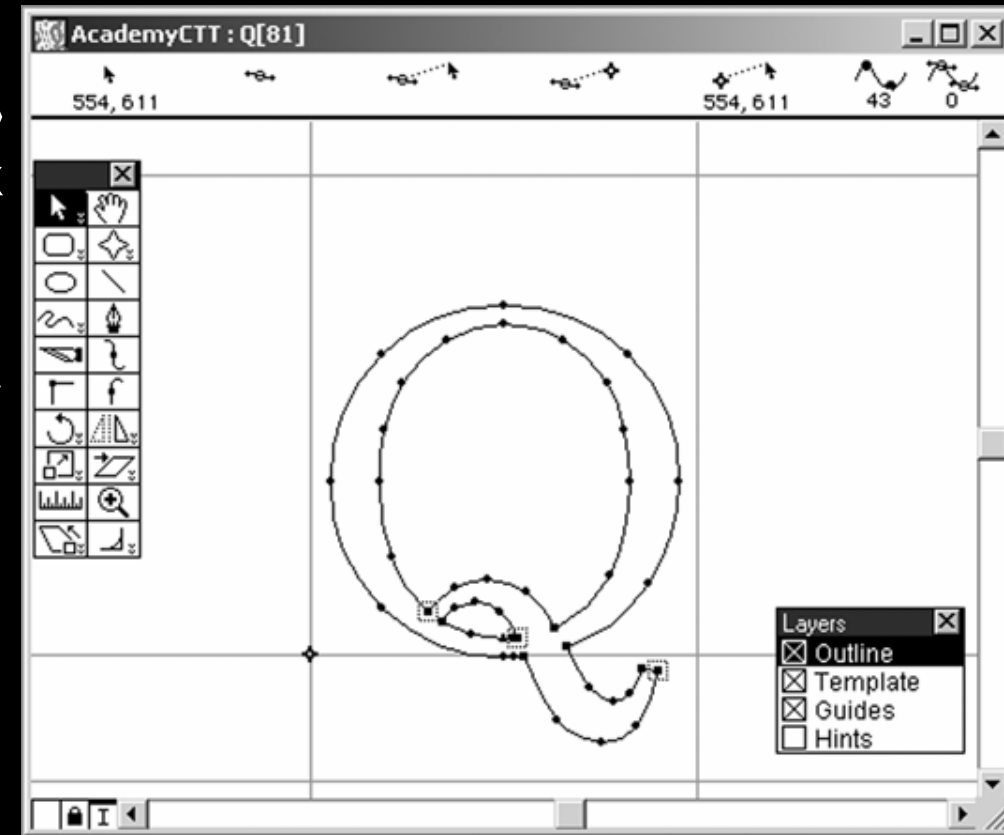 AcademyCTT : Q[81]
554, 611
554, 611
43
0
Layers
Outline
Template
Guides
Hints